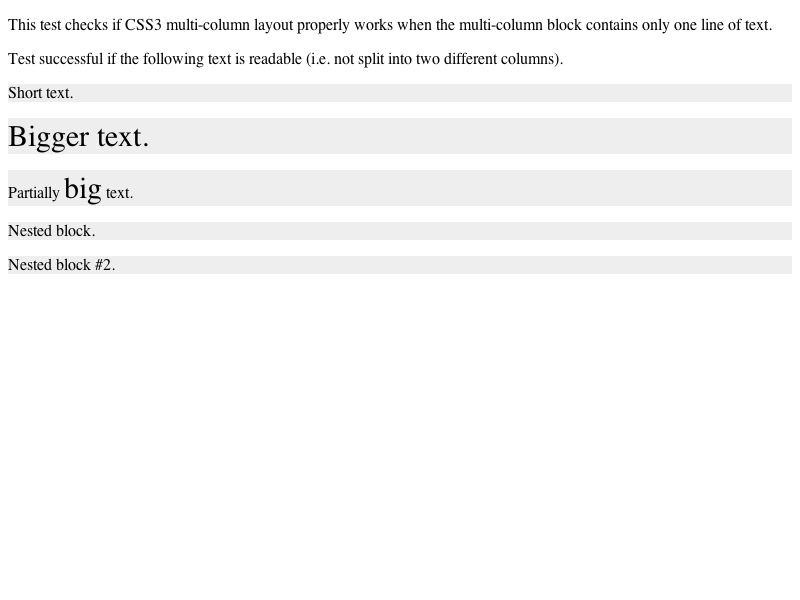 This test checks if CSS3 multi-column layout properly works when the multi-column block contains only one line of text.
Test successful if the following text is readable (i.e. not split into two different columns).
Short text.
Bigger text.
Partially big text.
Nested block.
Nested block #2.